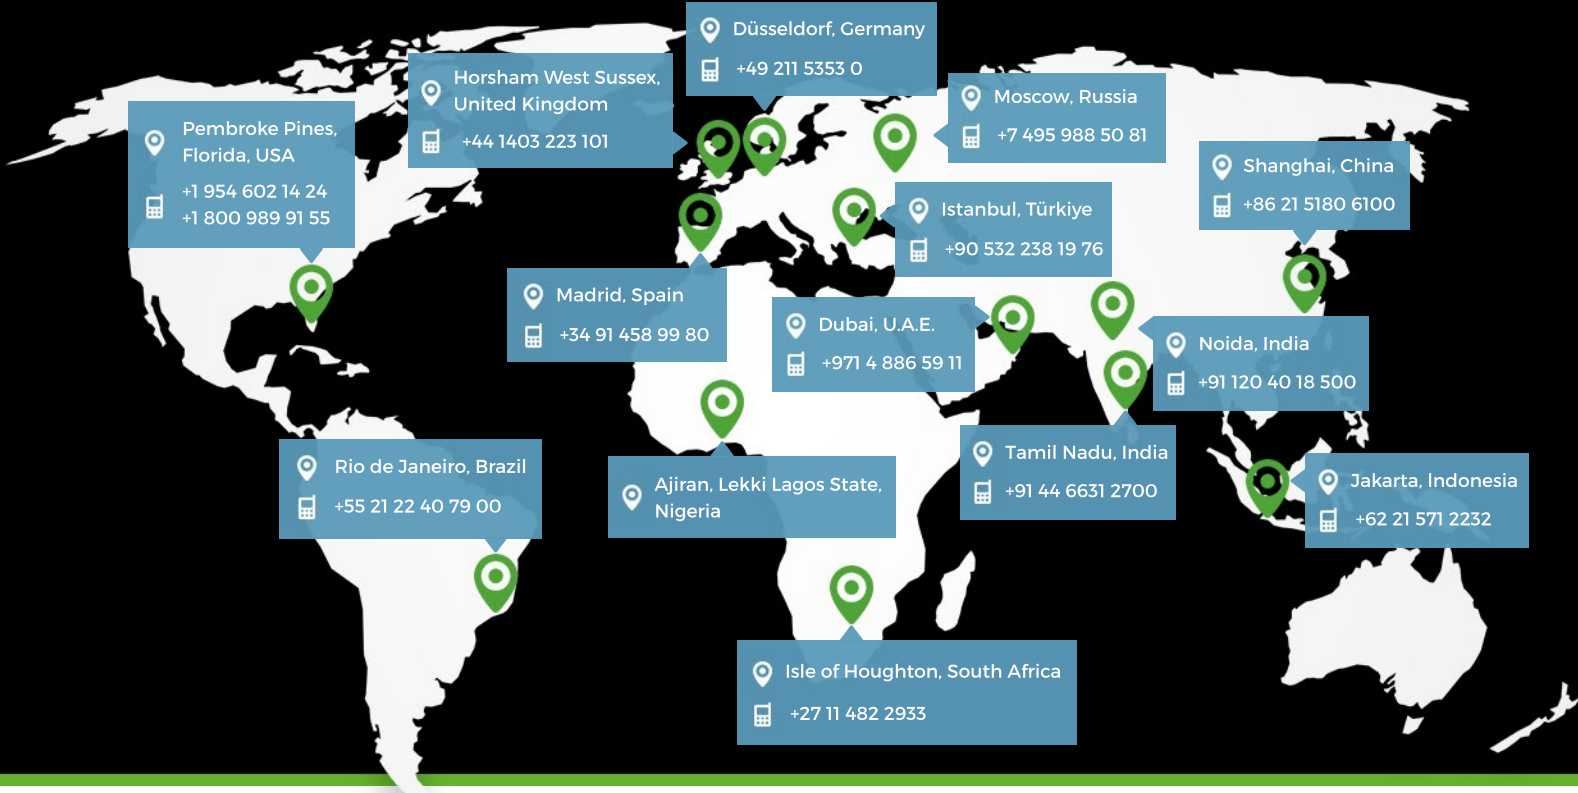 Düsseldorf, Germany
+49 211 5353 0
Horsham West Sussex,
United Kingdom
+44 1403 223 101
Moscow, Russia
+7 495 988 50 81
Pembroke Pines,
Florida, USA
+1 954 602 14 24
+1 800 989 91 55
Shanghai, China
+86 21 5180 6100
Istanbul, Türkiye
+90 532 238 19 76
Madrid, Spain
+34 91 458 99 80
Dubai, U.A.E.
+971 4 886 59 11
Noida, India
+91 120 40 18 500
Rio de Janeiro, Brazil
+55 21 22 40 79 00
Ajiran, Lekki Lagos State,
Nigeria
Tamil Nadu, India
+91 44 6631 2700
Jakarta, Indonesia
+62 21 571 2232
Isle of Houghton, South Africa
+27 11 482 2933